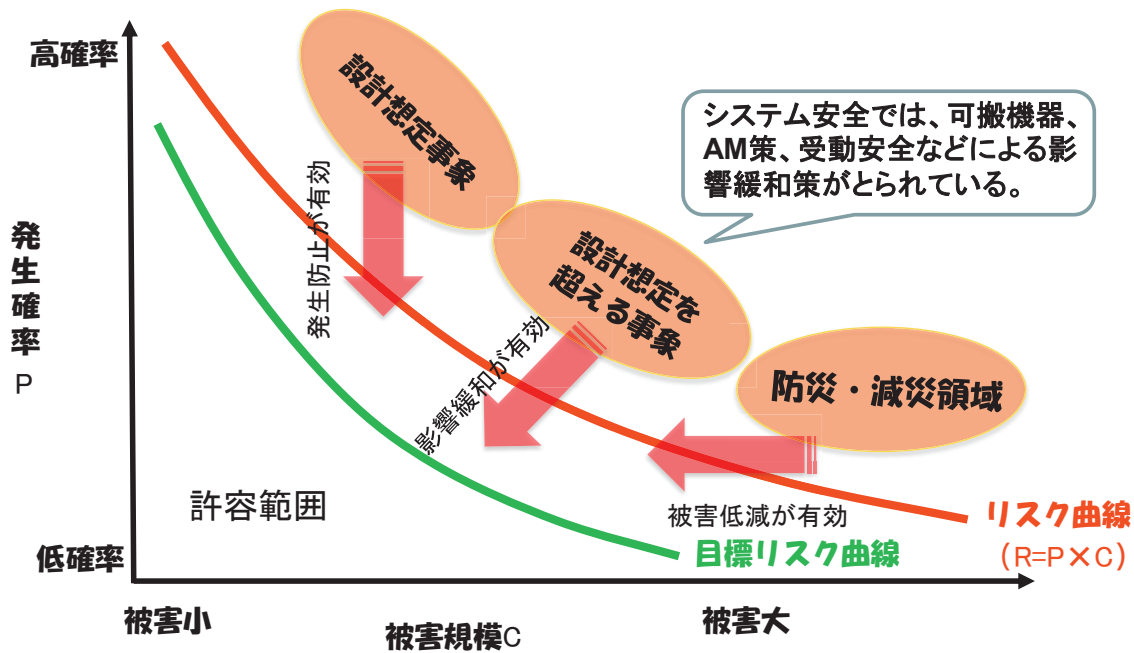 高確率
設計想定事象
システム安全では、可搬機器、
AM策、受動安全などによる影
響緩和策がとられている。
発生確率
P
発生防止が有効
設計想定を
超える事象
影響緩和が有効
防災・減災領域
許容範囲
被害低減が有効
リスク曲線
(R=P×C)
目標リスク曲線
低確率
被害小
被害規模C
被害大